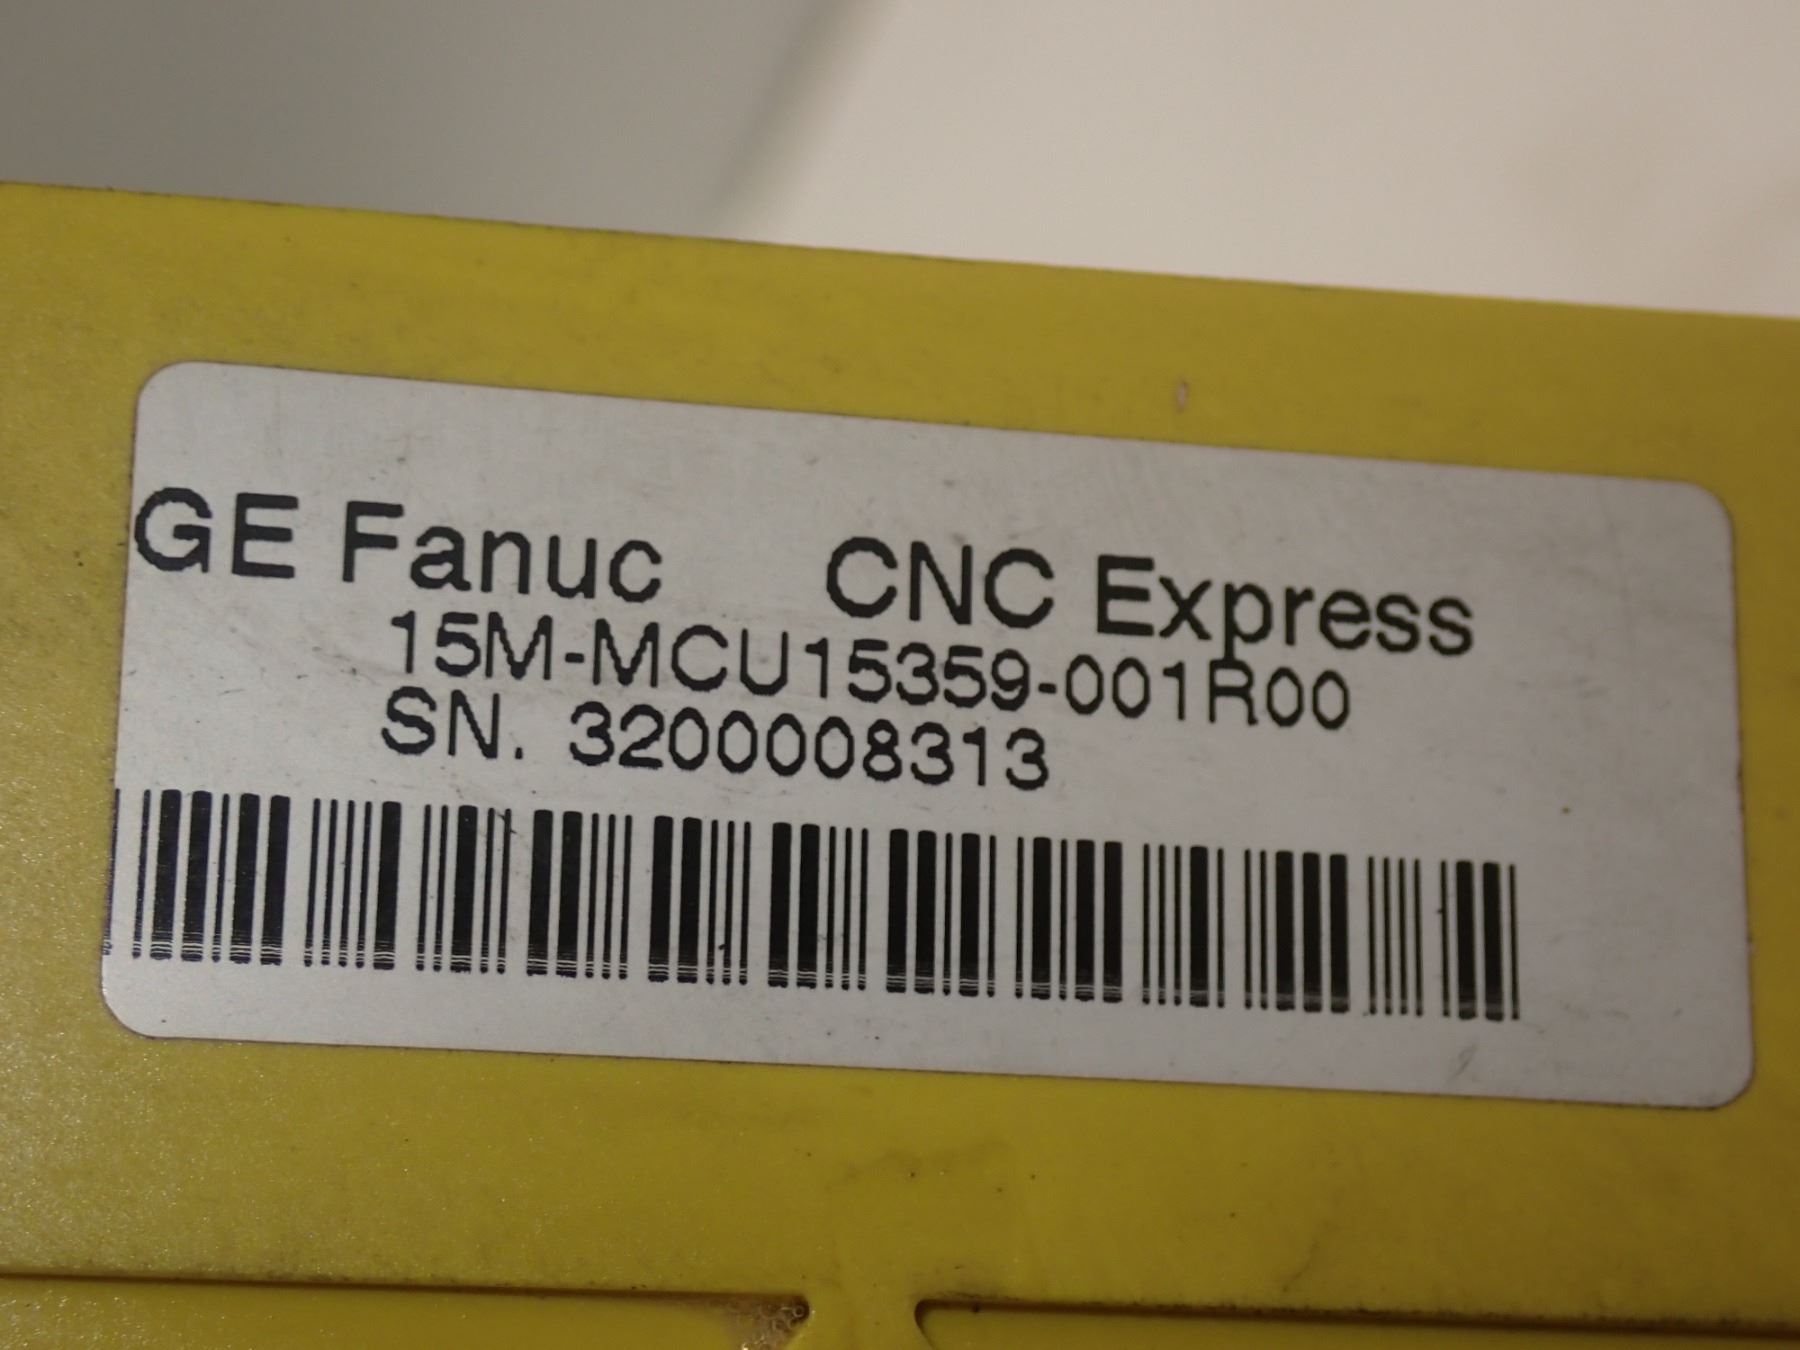 GE Fanuc CNC Express
15M-MCU15359-001R00
SN. 3200008313